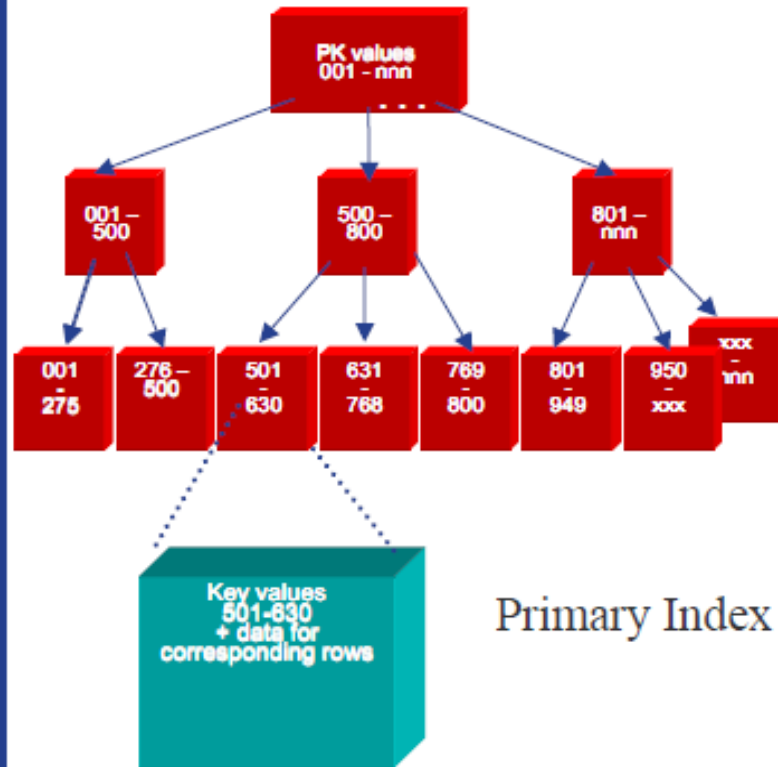 PK values
001 - nnn
. . .
001 –
500
500 –
800
801 –
nnn
001
-
275
276 –
500
501
-
630
631
-
768
769
-
800
801
-
949
950
-
xxx
xxx
-
nnn
Key values
501-630
+ data for
corresponding rows
Primary Index